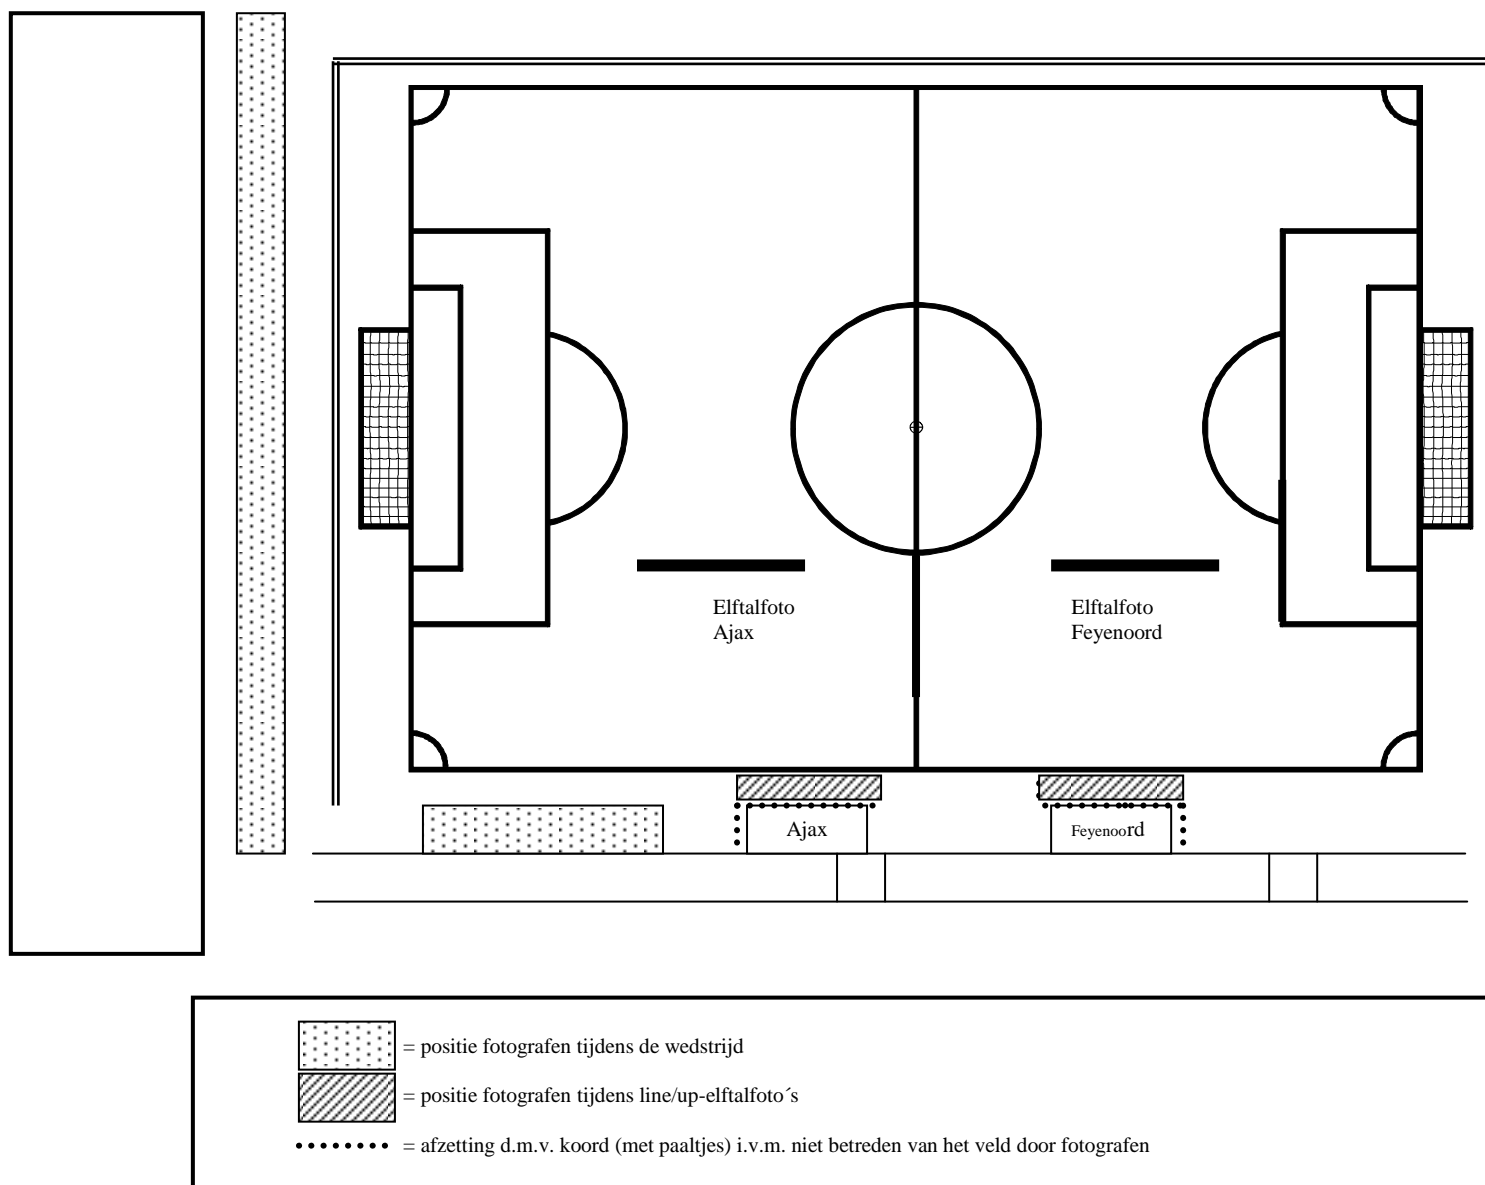 Elftalfoto
Ajax
Elftalfoto
Feyenoord
Ajax
Feyenoord
= positie fotografen tijdens de wedstrijd
= positie fotografen tijdens line/up-elftalfoto´s
= afzetting d.m.v. koord (met paaltjes) i.v.m. niet betreden van het veld door fotografen